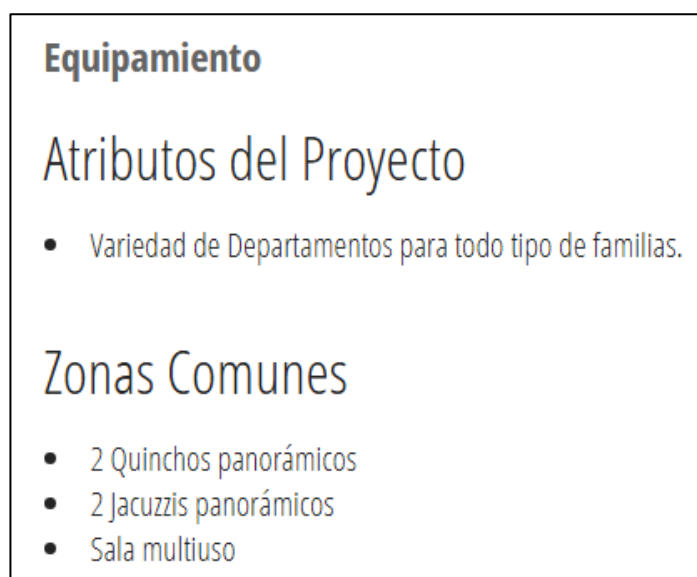 Equipamiento
Atributos del Proyecto
• Variedad de Departamentos para todo tipo de familias.
Zonas Comunes
• 2 Quinchos panorámicos
• 2 Jacuzzis panorámicos
• Sala multiuso